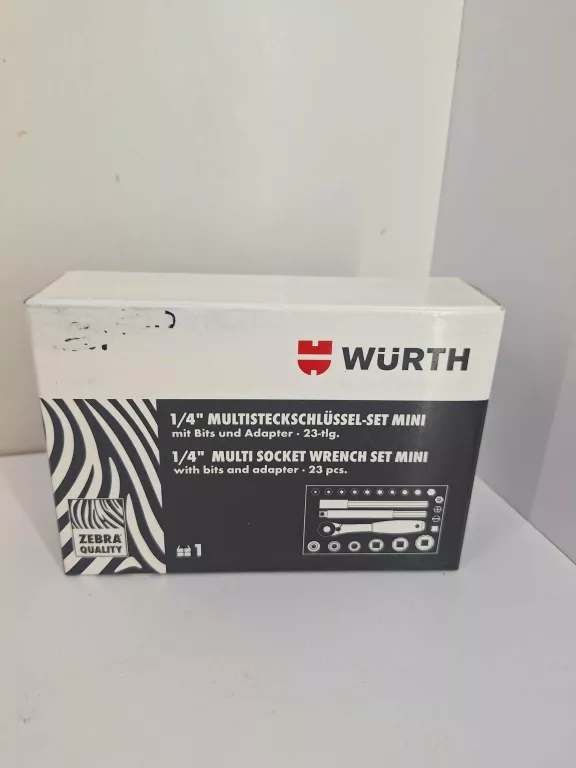 WÜRTH
1/4" MULTISTECKSCHLÜSSEL-SET MINI
mit Bits und Adapter · 23-tlg.
1/4" MULTI SOCKET WRENCH SET MINI
with bits and adapter · 23 pcs.
ZEBRA
QUALITY
1